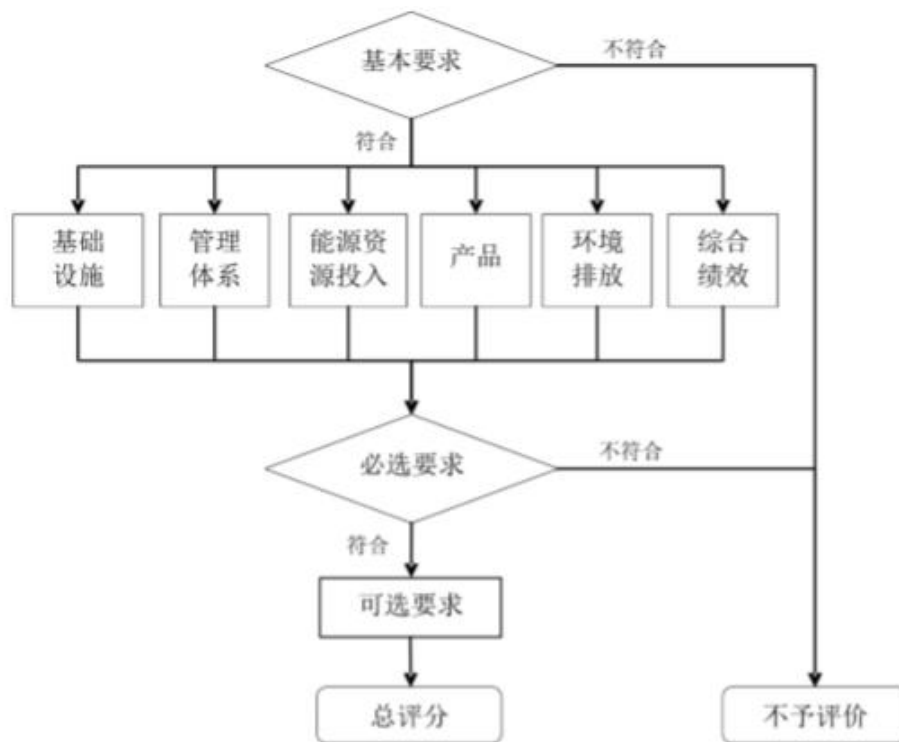 基本要求
不符合
符合
基础
设施
管理
体系
能源资
源投入
产品
环境
排放
综合
绩效
必选要求
不符合
符合
可选要求
总评分
不予评价